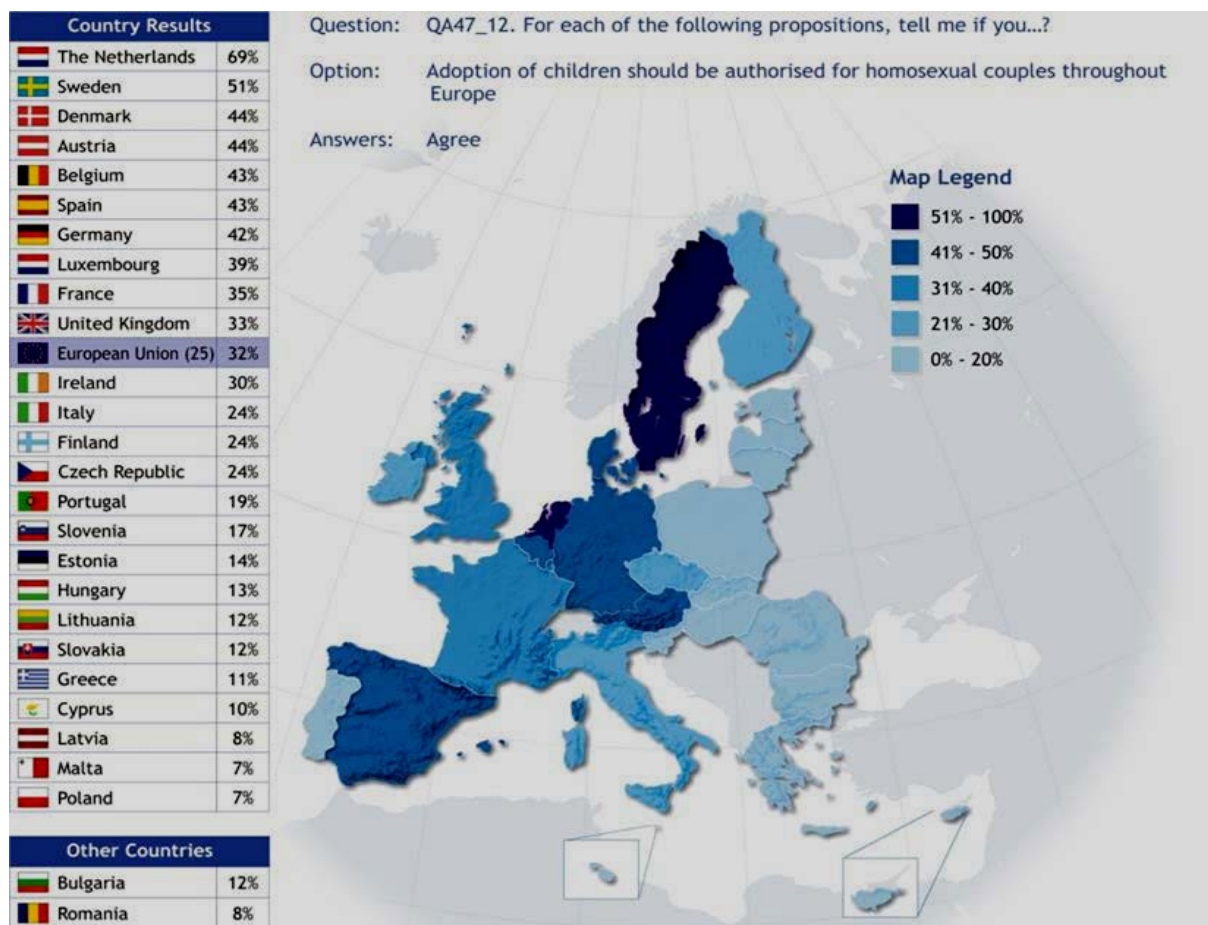 Country Results
The Netherlands 69%
Sweden 51%
Denmark 44%
Austria 44%
Belgium 43%
Spain 43%
Germany 42%
Luxembourg 39%
France 35%
United Kingdom 33%
European Union (25) 32%
Ireland 30%
Italy 24%
Finland 24%
Czech Republic 24%
Portugal 19%
Slovenia 17%
Estonia 14%
Hungary 13%
Lithuania 12%
Slovakia 12%
Greece 11%
Cyprus 10%
Latvia 8%
Malta 7%
Poland 7%
Other Countries
Bulgaria 12%
Romania 8%
Question: QA47_12. For each of the following propositions, tell me if you...?
Option: Adoption of children should be authorised for homosexual couples throughout
Europe
Answers: Agree
Map Legend
51% - 100%
41% - 50%
31% - 40%
21% - 30%
0% - 20%